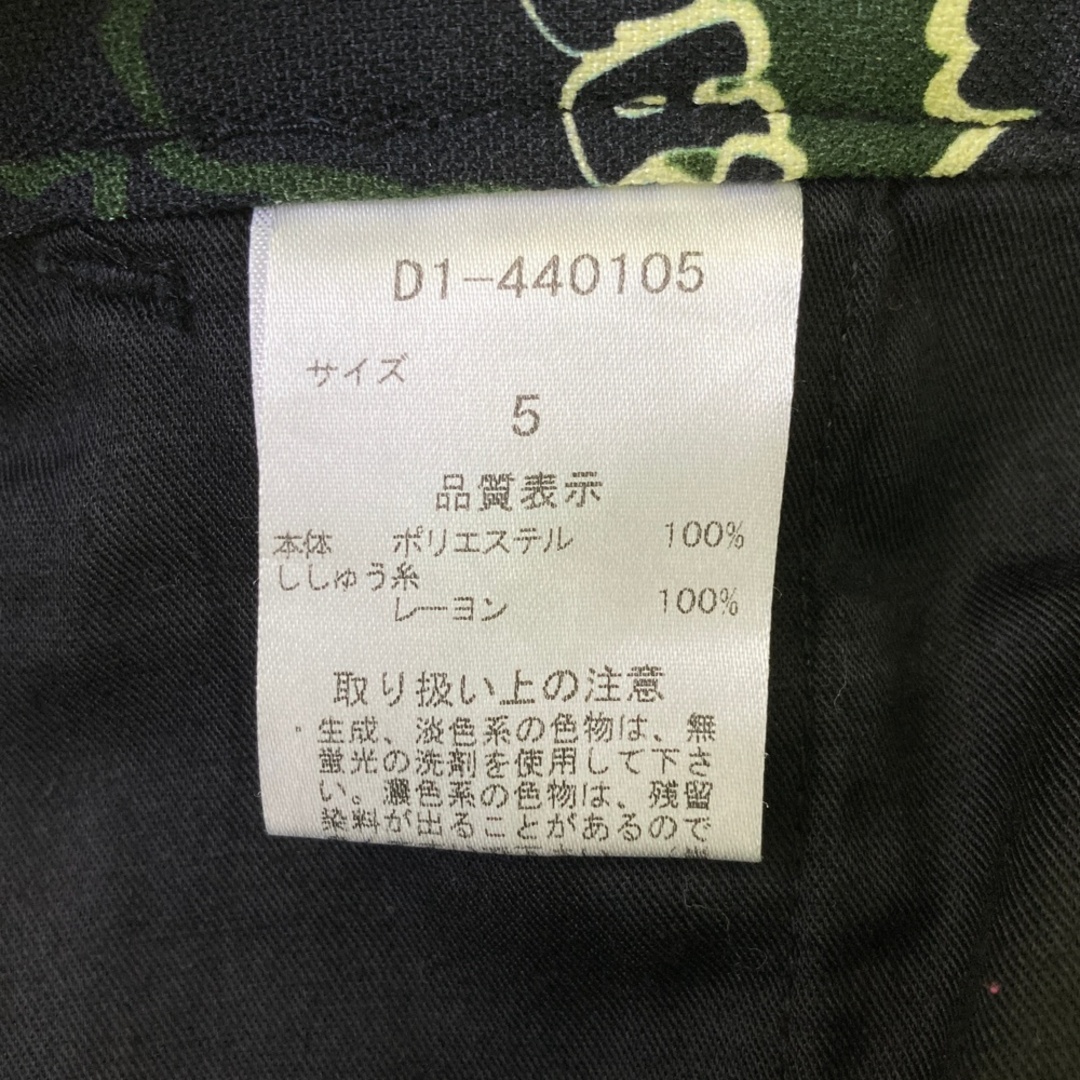 D1-440105
サイズ
5
品質表示
本体 ポリエステル 100%
ししゅう糸
レーヨン 100%
取り扱い上の注意
・生成、淡色系の色物は、無
蛍光の洗剤を使用して下さ
い。濃色系の色物は、残留
染料が出ることがあるので